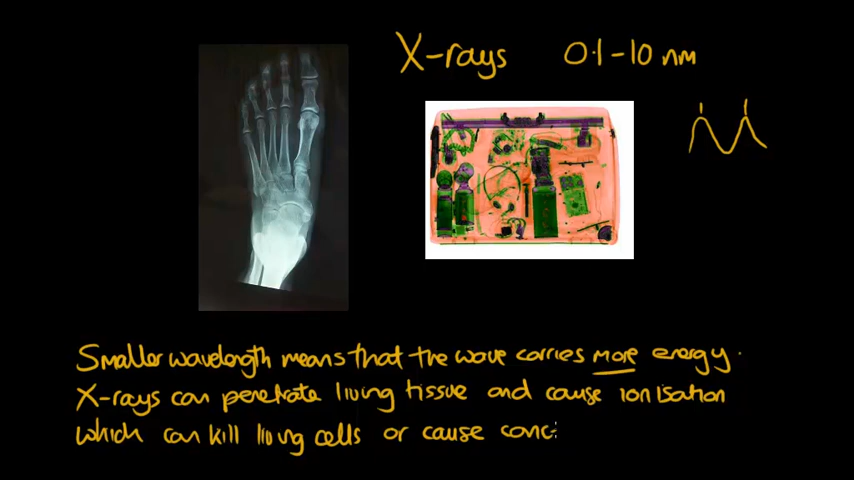 X-rays 0.1-10 nm
Smaller wavelength means that the wave carries more energy.
X-rays can penetrate living tissue and cause ionisation
which can kill living cells or cause conc